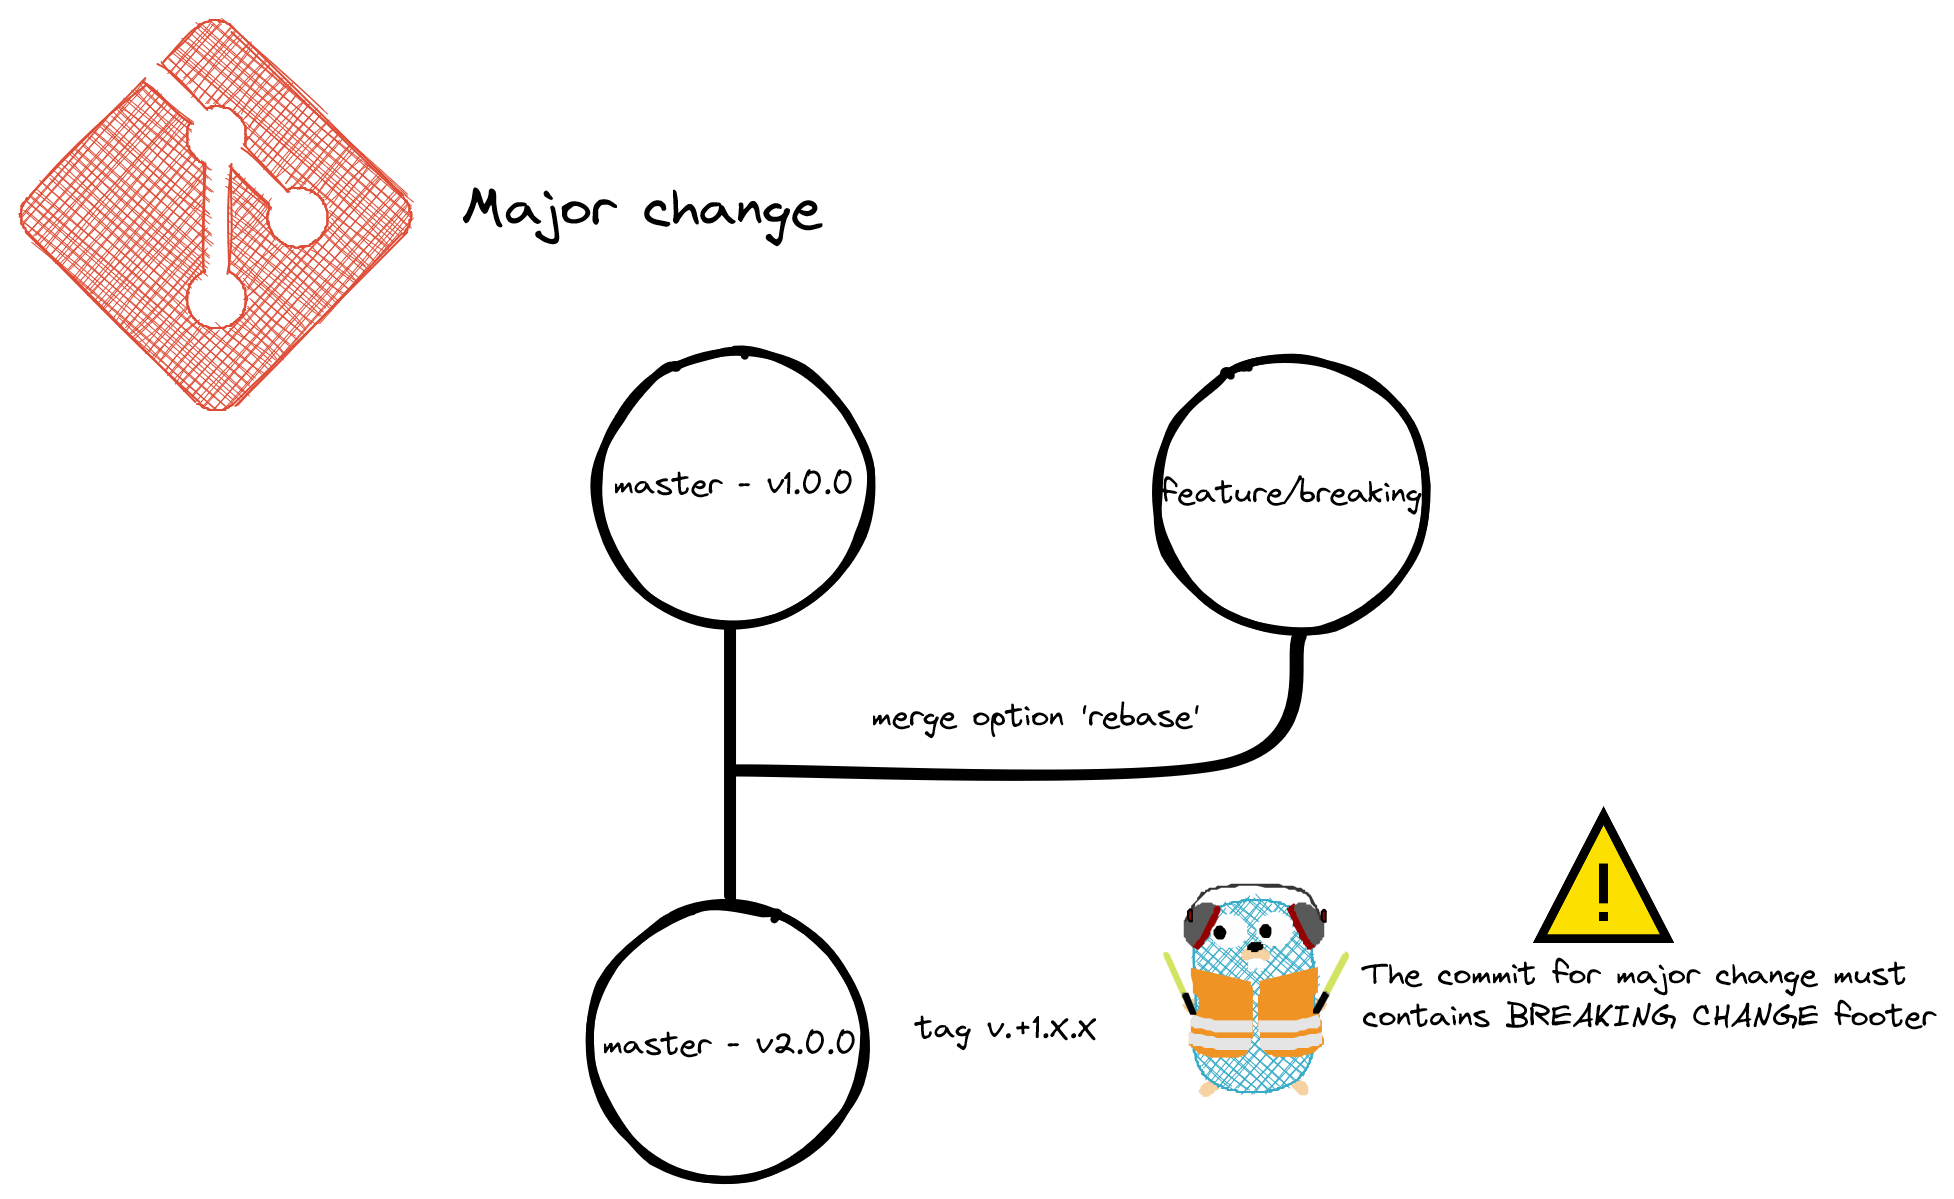 Major change
master - v1.0.0
feature/breaking
merge option 'rebase'
The commit for major change must
contains BREAKING CHANGE footer
tag v.+1.x.x
master - v2.0.0
!